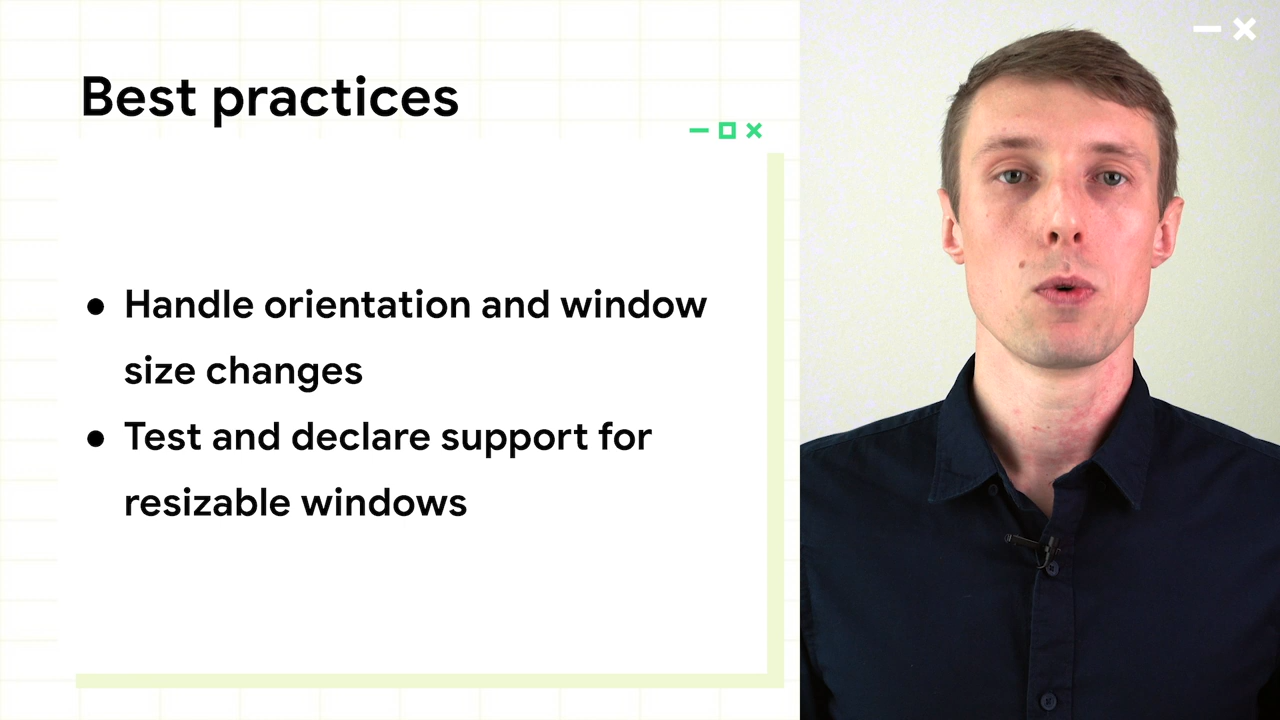 Best practices
● Handle orientation and window
size changes
● Test and declare support for
resizable windows